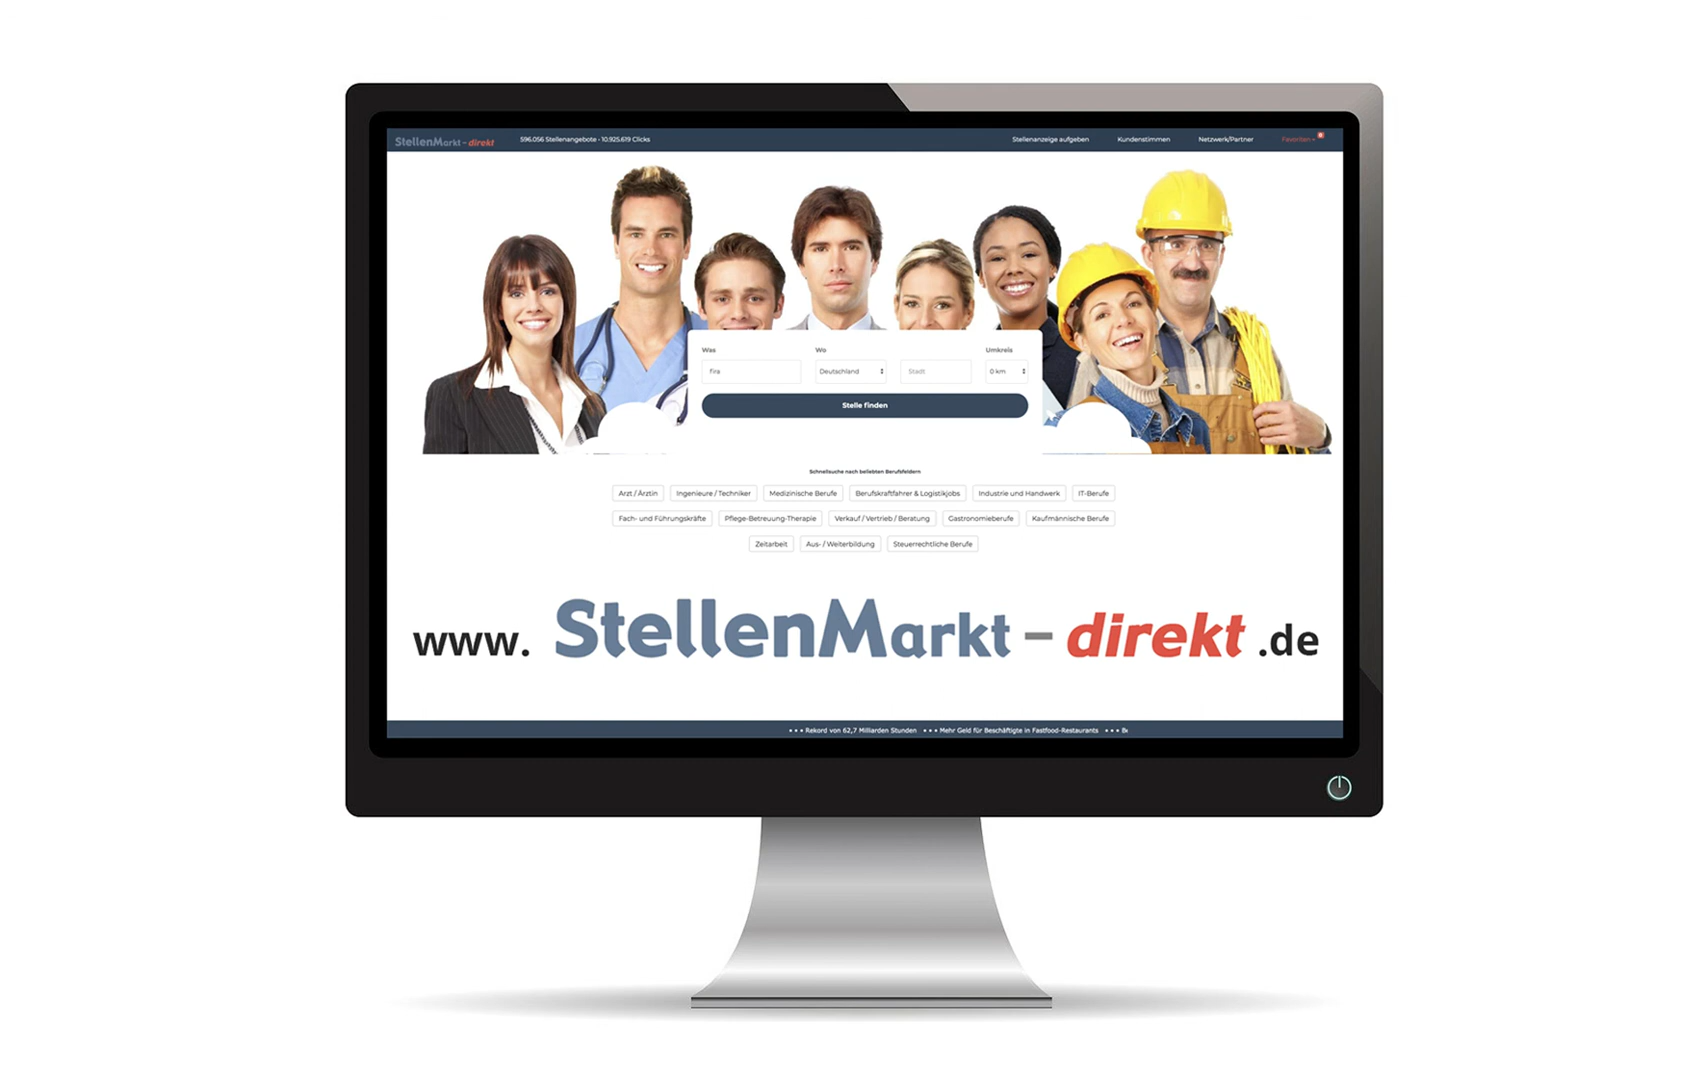 StellenMarkt - direkt 596.056 Stellenangebote - 10.925.619 Clicks Stellenanzeige aufgeben Kundenstimmen Netzwerk/Partner Favoriten
Was Wo Umkreis
fira Deutschland Stadt 0 km
Stelle finden
Schnellsuche nach beliebten Berufsfeldern
Arzt / Ärztin Ingenieure / Techniker Medizinische Berufe Berufskraftfahrer & Logistikjobs Industrie und Handwerk IT-Berufe
Fach- und Führungskräfte Pflege-Betreuung-Therapie Verkauf / Vertrieb / Beratung Gastronomieberufe Kaufmännische Berufe
Zeitarbeit Aus- / Weiterbildung Steuerrechtliche Berufe
www. StellenMarkt - direkt .de
• • • Rekord von 62,7 Milliarden Stunden • • • Mehr Geld für Beschäftigte in Fastfood-Restaurants • • • Be